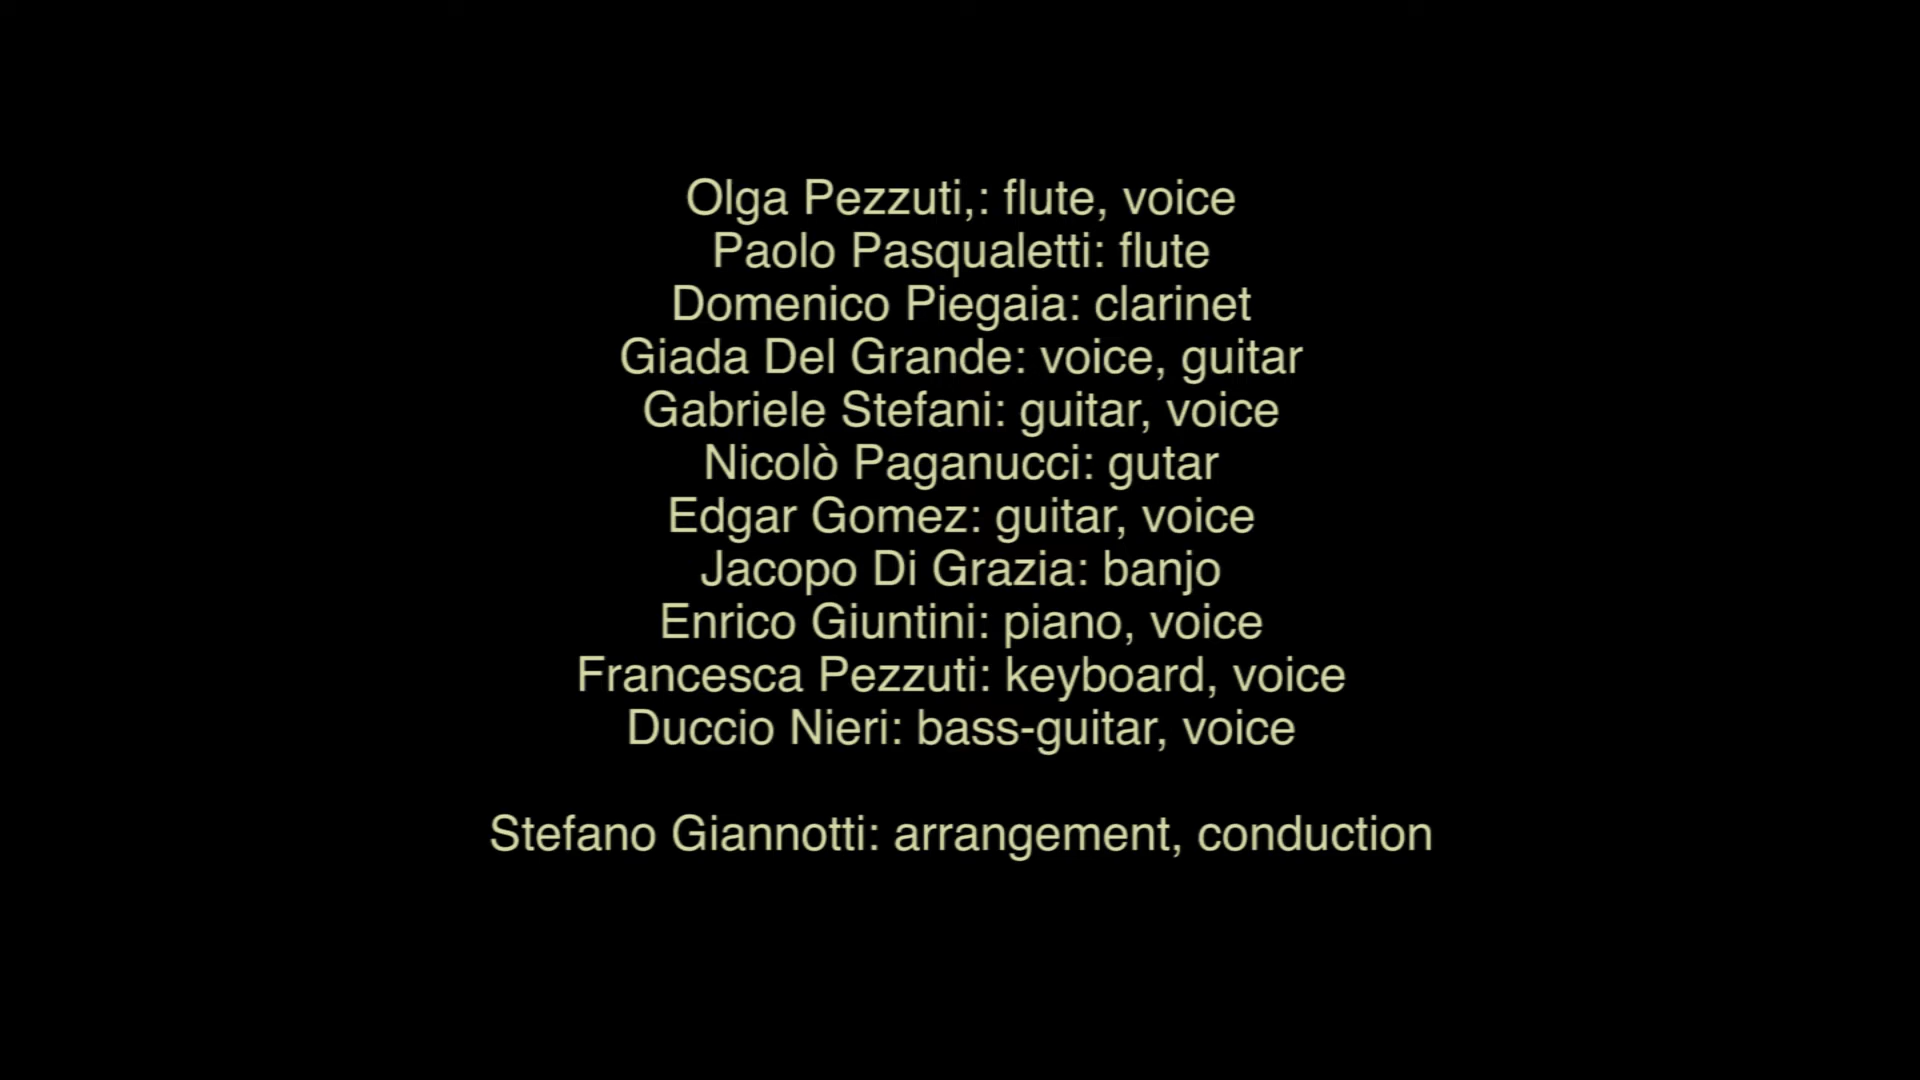 Olga Pezzuti,: flute, voice
Paolo Pasqualetti: flute
Domenico Piegaia: clarinet
Giada Del Grande: voice, guitar
Gabriele Stefani: guitar, voice
Nicolò Paganucci: gutar
Edgar Gomez: guitar, voice
Jacopo Di Grazia: banjo
Enrico Giuntini: piano, voice
Francesca Pezzuti: keyboard, voice
Duccio Nieri: bass-guitar, voice
Stefano Giannotti: arrangement, conduction